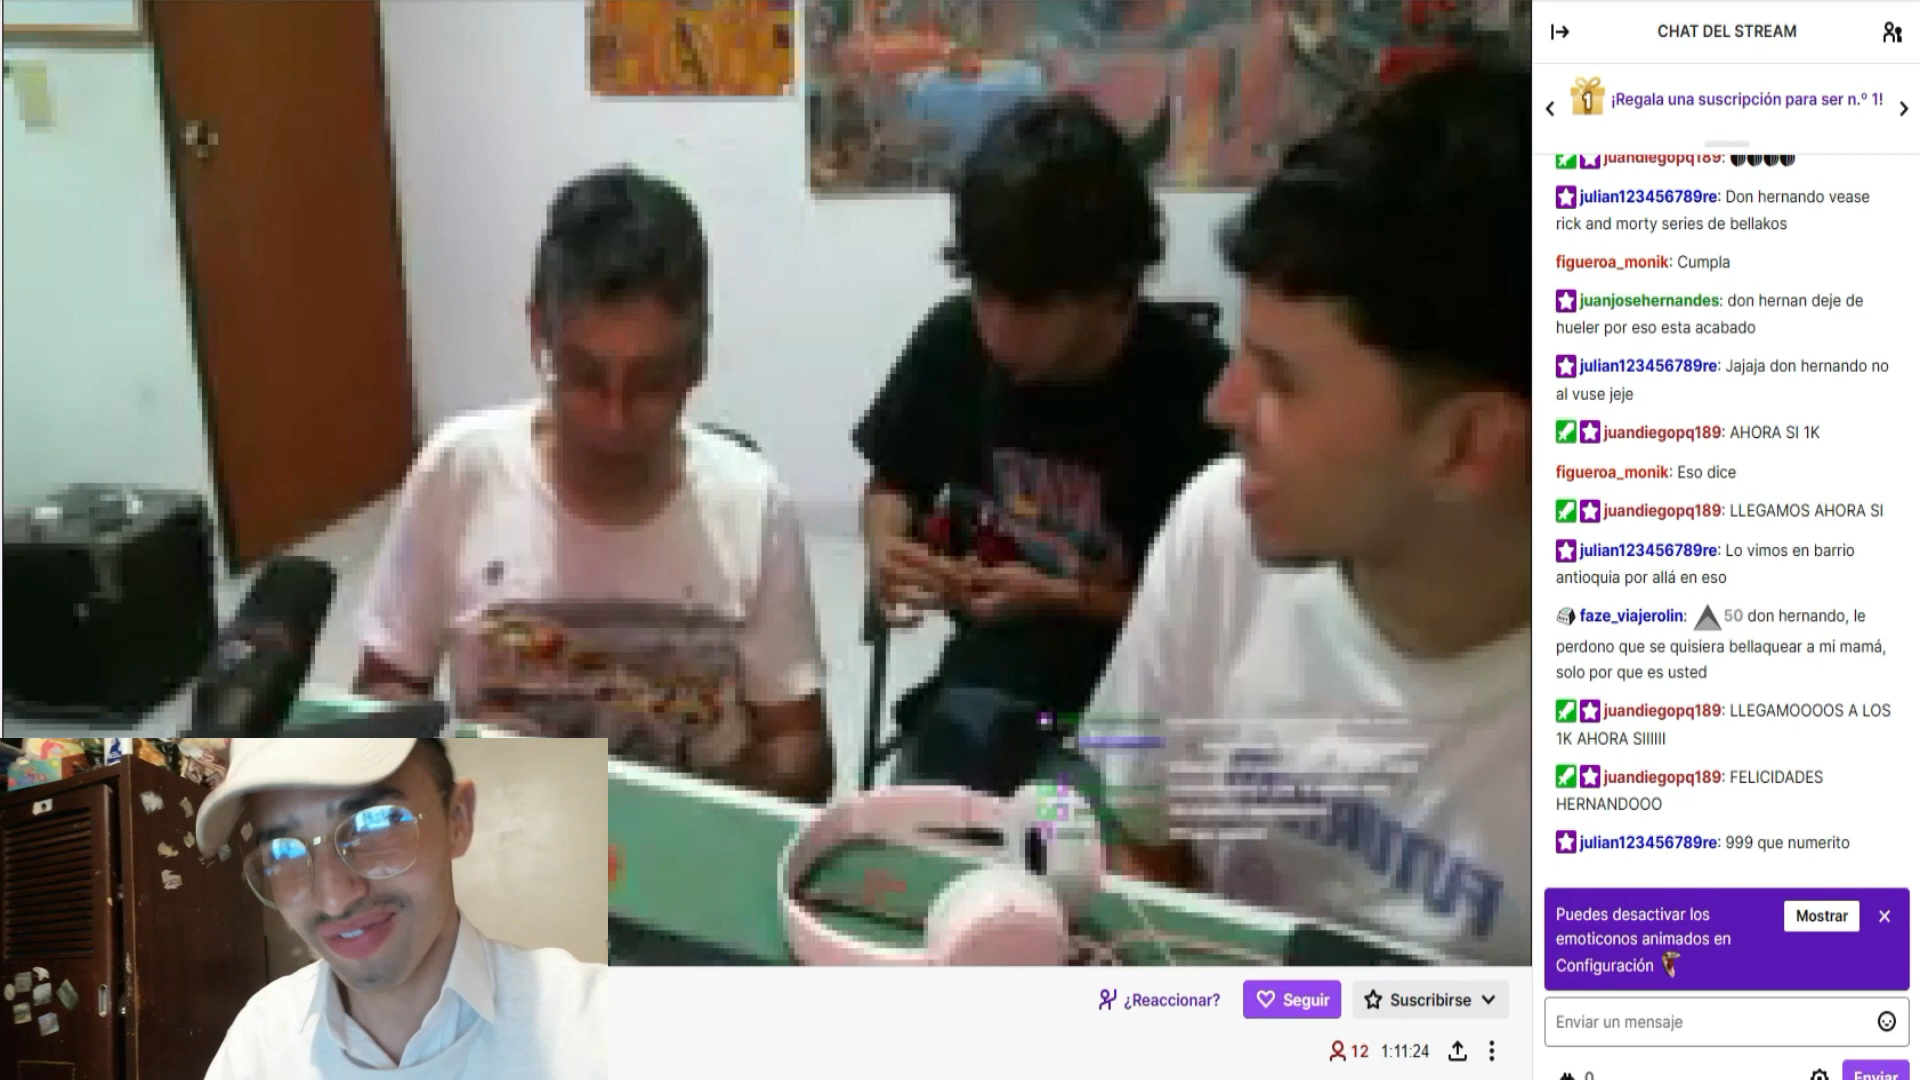 CHAT DEL STREAM
1
¡Regala una suscripción para ser n.º 1!
juandiegopq189:
julian123456789re: Don hernando vease
rick and morty series de bellakos
figueroa_monik: Cumpla
juanjosehernandes: don hernan deje de
hueler por eso esta acabado
julian123456789re: Jajaja don hernando no
al vuse jeje
juandiegopq189: AHORA SI 1K
figueroa_monik: Eso dice
juandiegopq189: LLEGAMOS AHORA SI
julian123456789re: Lo vimos en barrio
antioquia por allá en eso
faze_viajerolin: 50 don hernando, le
perdono que se quisiera bellaquear a mi mamá,
solo por que es usted
juandiegopq189: LLEGAMOOOOS A LOS
1K AHORA SIIIIII
juandiegopq189: FELICIDADES
HERNANDOOO
julian123456789re: 999 que numerito
Puedes desactivar los
emoticonos animados en
Configuración
Mostrar
Enviar un mensaje
0
Enviar
¿Reaccionar?
Seguir
Suscribirse
12 1:11:24